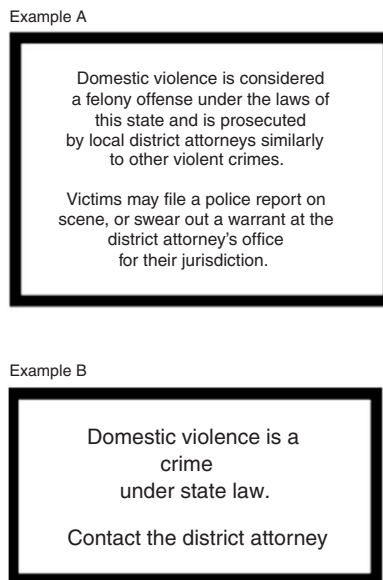 Example A
Domestic violence is considered
a felony offense under the laws of
this state and is prosecuted
by local district attorneys similarly
to other violent crimes.
Victims may file a police report on
scene, or swear out a warrant at the
district attorney's office
for their jurisdiction.
Example B
Domestic violence is a
crime
under state law.
Contact the district attorney